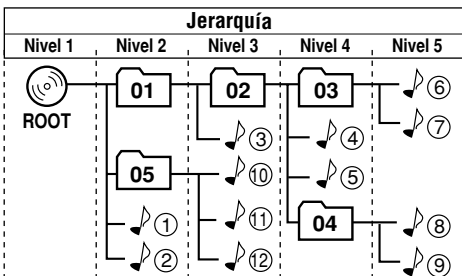 Jerarquía
Nivel 1 Nivel 2 Nivel 3 Nivel 4 Nivel 5
01 02 03 ⑥
ROOT ⑦
③ ④
05 ⑩ ⑤
① ⑪ 04 ⑧
② ⑫ ⑨